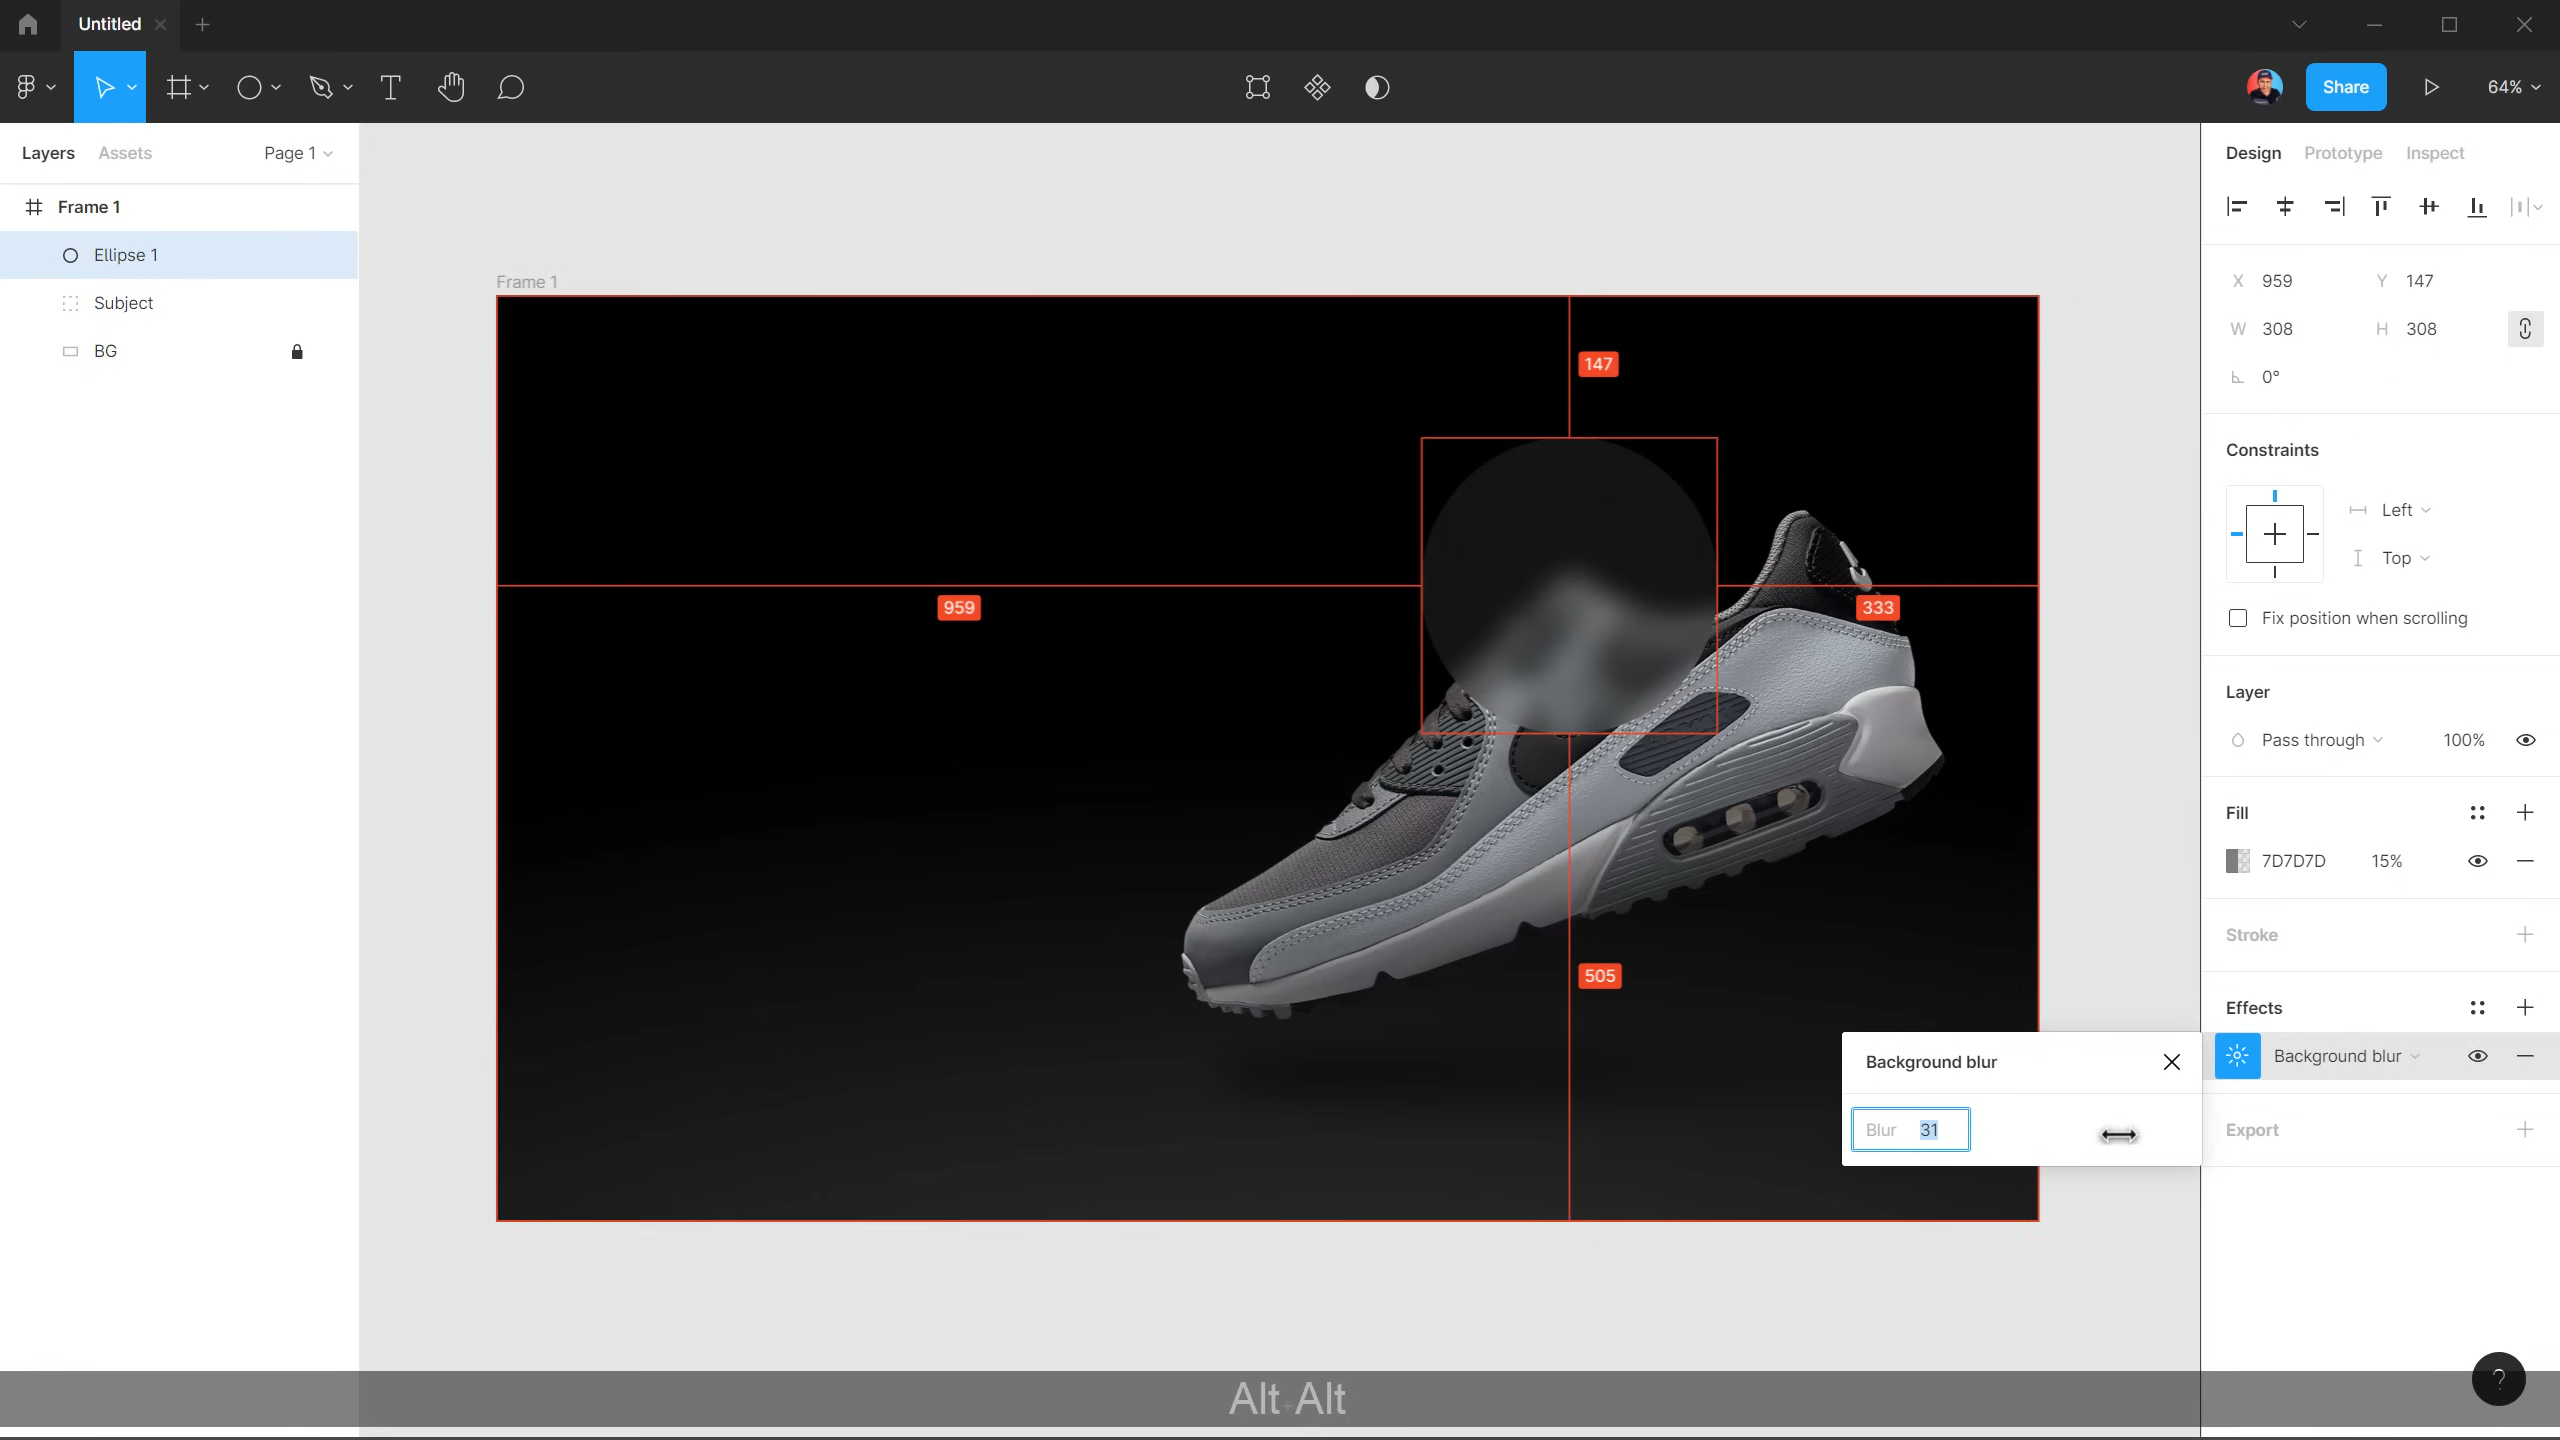 Untitled
Share
64%
Layers Assets Page 1
Design Prototype Inspect
Frame 1
Ellipse 1
Subject
BG
Frame 1
147
959
333
505
X 959 Y 147
W 308 H 308
0°
Constraints
Left
Top
Fix position when scrolling
Layer
Pass through 100%
Fill
7D7D7D 15%
Stroke
Effects
Background blur
Export
Background blur
Blur 31
?
Alt+Alt